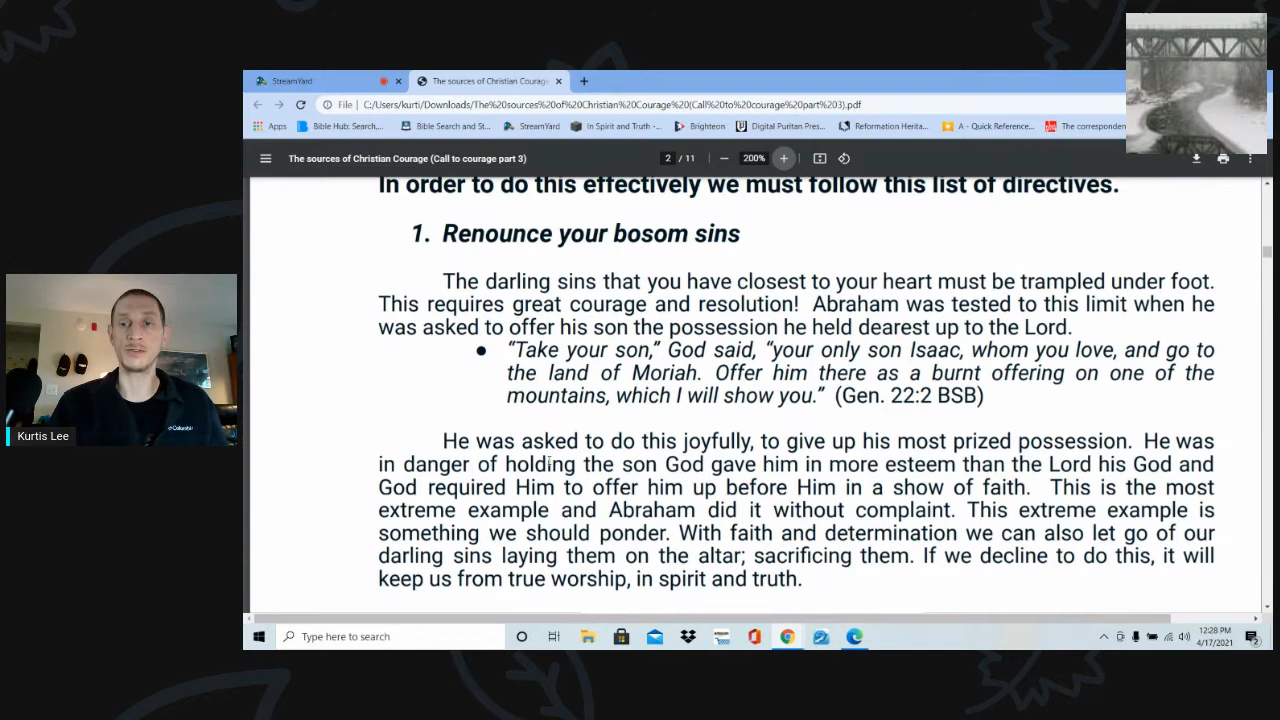 StreamYard
The sources of Christian Courag
File
C:/Users/kurti/Downloads/The%20sources%20of%20Christian%20Courage%20(Call%20to%20courage%20part%203).pdf
Apps
Bible Hub: Search,...
Bible Search and St...
StreamYard
In Spirit and Truth -...
Brighteon
Digital Puritan Pres...
Reformation Herita...
A - Quick Reference...
The corresponden
The sources of Christian Courage (Call to courage part 3)
2 / 11
200%
In order to do this effectively we must follow this list of directives.
1. Renounce your bosom sins
The darling sins that you have closest to your heart must be trampled under foot.
This requires great courage and resolution! Abraham was tested to this limit when he
was asked to offer his son the possession he held dearest up to the Lord.
● “Take your son,” God said, “your only son Isaac, whom you love, and go to
the land of Moriah. Offer him there as a burnt offering on one of the
mountains, which I will show you.” (Gen. 22:2 BSB)
He was asked to do this joyfully, to give up his most prized possession. He was
in danger of holding the son God gave him in more esteem than the Lord his God and
God required Him to offer him up before Him in a show of faith. This is the most
extreme example and Abraham did it without complaint. This extreme example is
something we should ponder. With faith and determination we can also let go of our
darling sins laying them on the altar; sacrificing them. If we decline to do this, it will
keep us from true worship, in spirit and truth.
Kurtis Lee
Columbia
Type here to search
amazon
12:28 PM
4/17/2021
2